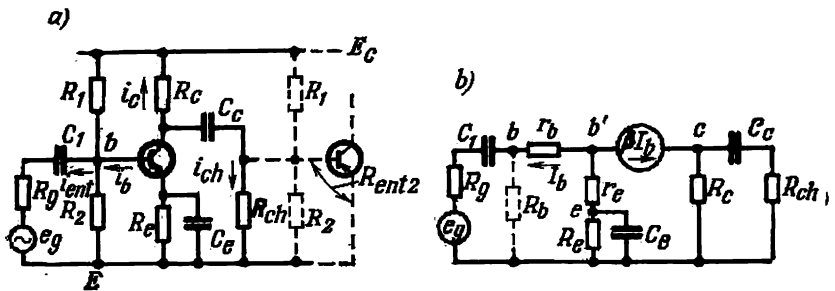 a)
E_c
R_1
i_c
R_c
C_c
R_1
C_1
b
i_ent
i_b
i_ch
R_ent2
R_g
R_2
R_e
C_e
R_ch
R_2
e_g
E
b)
C_1
b
r_b
b'
βI_b
c
C_c
I_b
R_g
R_b
r_e
e
R_c
R_ch
e_g
R_e
C_e